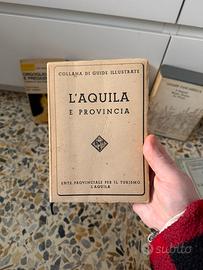 COLLANA DI GUIDE ILLUSTRATE
L'AQUILA
E PROVINCIA
ENTE PROVINCIALE PER IL TURISMO
L'AQUILA
subito